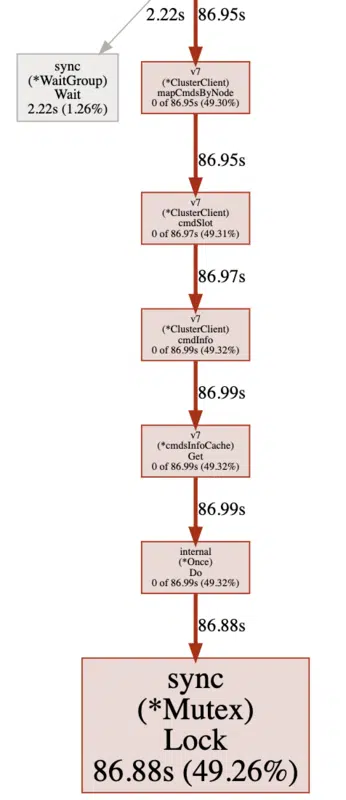 2.22s 86.95s
sync
(*WaitGroup)
Wait
2.22s (1.26%)
v7
(*ClusterClient)
mapCmdsByNode
0 of 86.95s (49.30%)
86.95s
v7
(*ClusterClient)
cmdSlot
0 of 86.97s (49.31%)
86.97s
v7
(*ClusterClient)
cmdInfo
0 of 86.99s (49.32%)
86.99s
v7
(*cmdsInfoCache)
Get
0 of 86.99s (49.32%)
86.99s
internal
(*Once)
Do
0 of 86.99s (49.32%)
86.88s
sync
(*Mutex)
Lock
86.88s (49.26%)